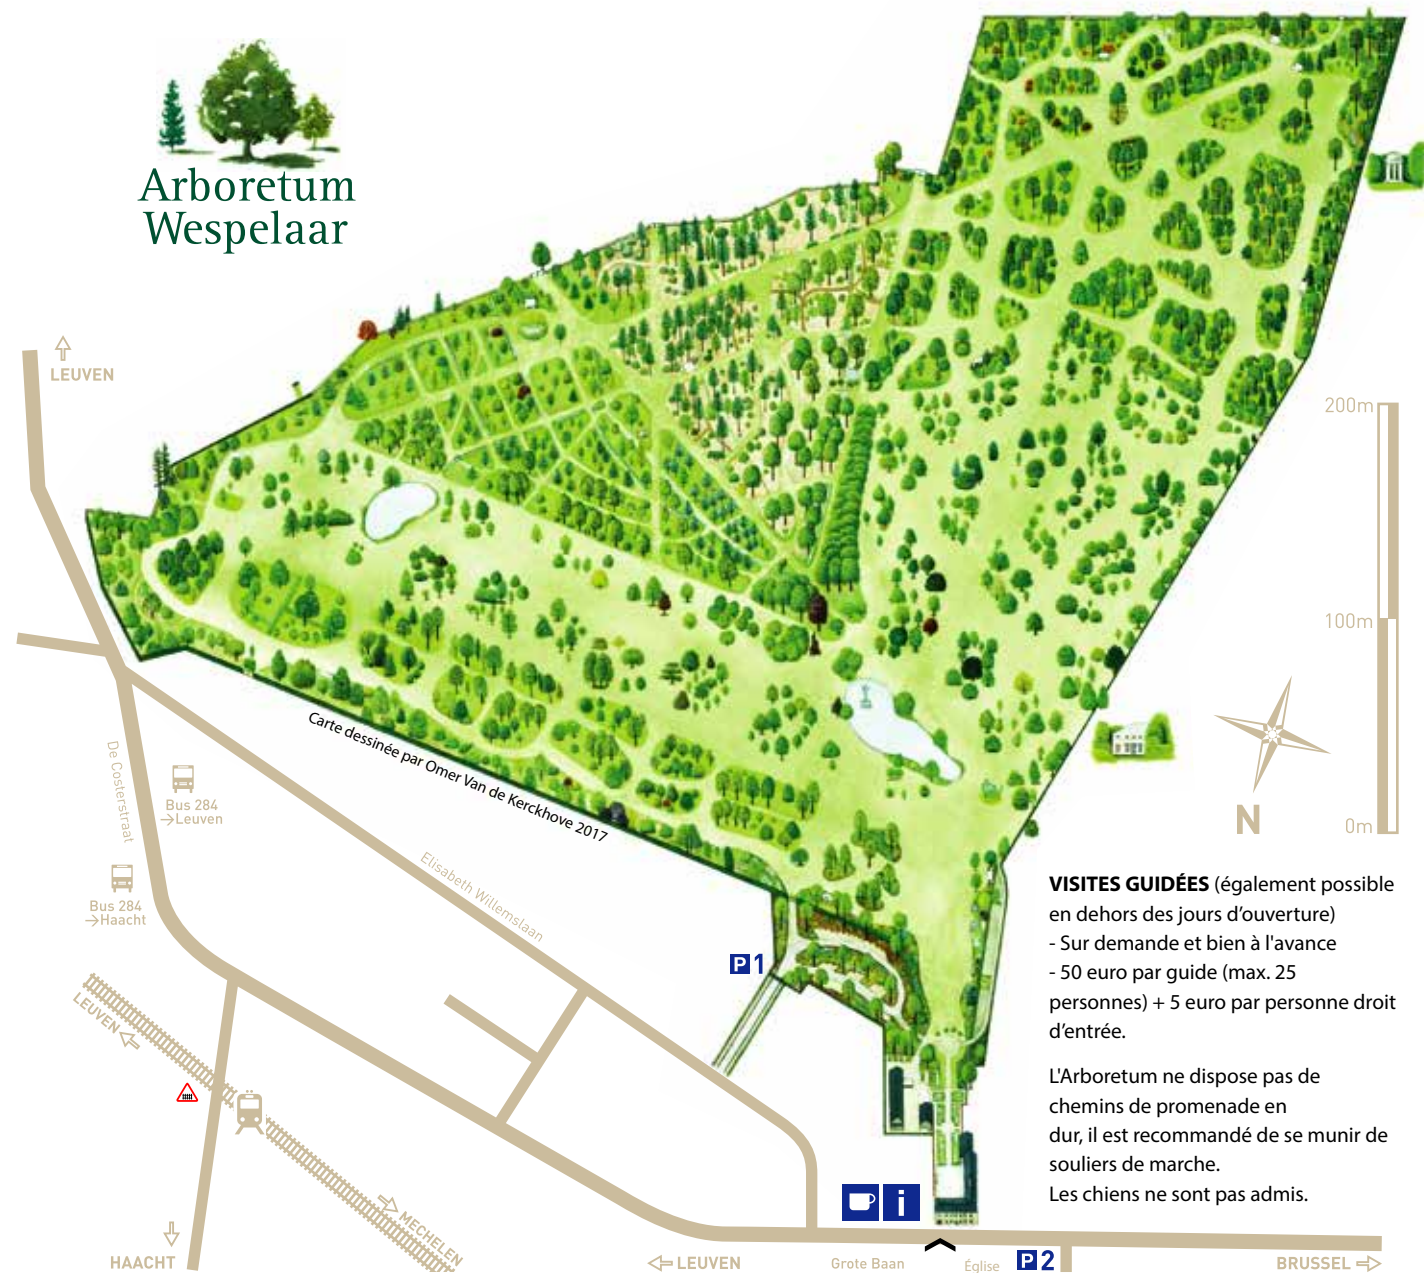 Arboretum
Wespelaar
LEUVEN
200m
100m
0m
N
Carte dessinée par Omer Van de Kerckhove 2017
De Costerstraat
Bus 284
→Leuven
Bus 284
→Haacht
Elisabeth Willemslaan
P1
VISITES GUIDÉES (également possible
en dehors des jours d’ouverture)
- Sur demande et bien à l'avance
- 50 euro par guide (max. 25
personnes) + 5 euro par personne droit
d’entrée.
L'Arboretum ne dispose pas de
chemins de promenade en
dur, il est recommandé de se munir de
souliers de marche.
Les chiens ne sont pas admis.
LEUVEN
MECHELEN
HAACHT
i
LEUVEN
Grote Baan
Église
P2
BRUSSEL